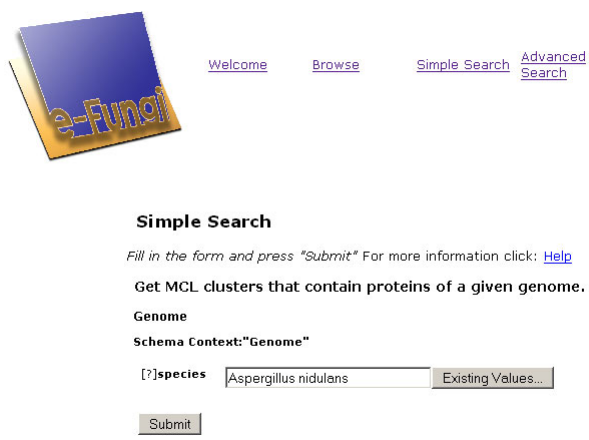 e-Fungi
Welcome Browse Simple Search Advanced
Search
Simple Search
Fill in the form and press "Submit" For more information click: Help
Get MCL clusters that contain proteins of a given genome.
Genome
Schema Context:"Genome"
[?]species Aspergillus nidulans Existing Values...
Submit